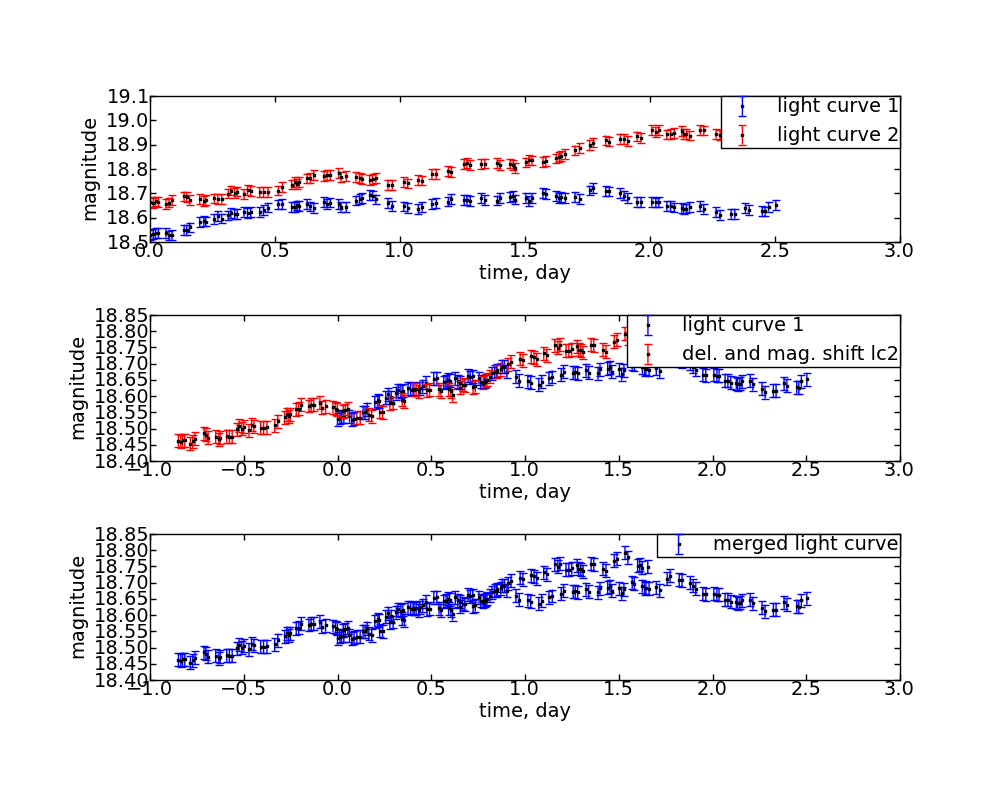 19.1
19.0
18.9
18.8
18.7
18.6
18.5
magnitude
light curve 1
light curve 2
0.0 0.5 1.0 1.5 2.0 2.5 3.0
time, day
18.85
18.80
18.75
18.70
18.65
18.60
18.55
18.50
18.45
18.40
magnitude
light curve 1
del. and mag. shift lc2
−1.0 −0.5 0.0 0.5 1.0 1.5 2.0 2.5 3.0
time, day
18.85
18.80
18.75
18.70
18.65
18.60
18.55
18.50
18.45
18.40
magnitude
merged light curve
−1.0 −0.5 0.0 0.5 1.0 1.5 2.0 2.5 3.0
time, day